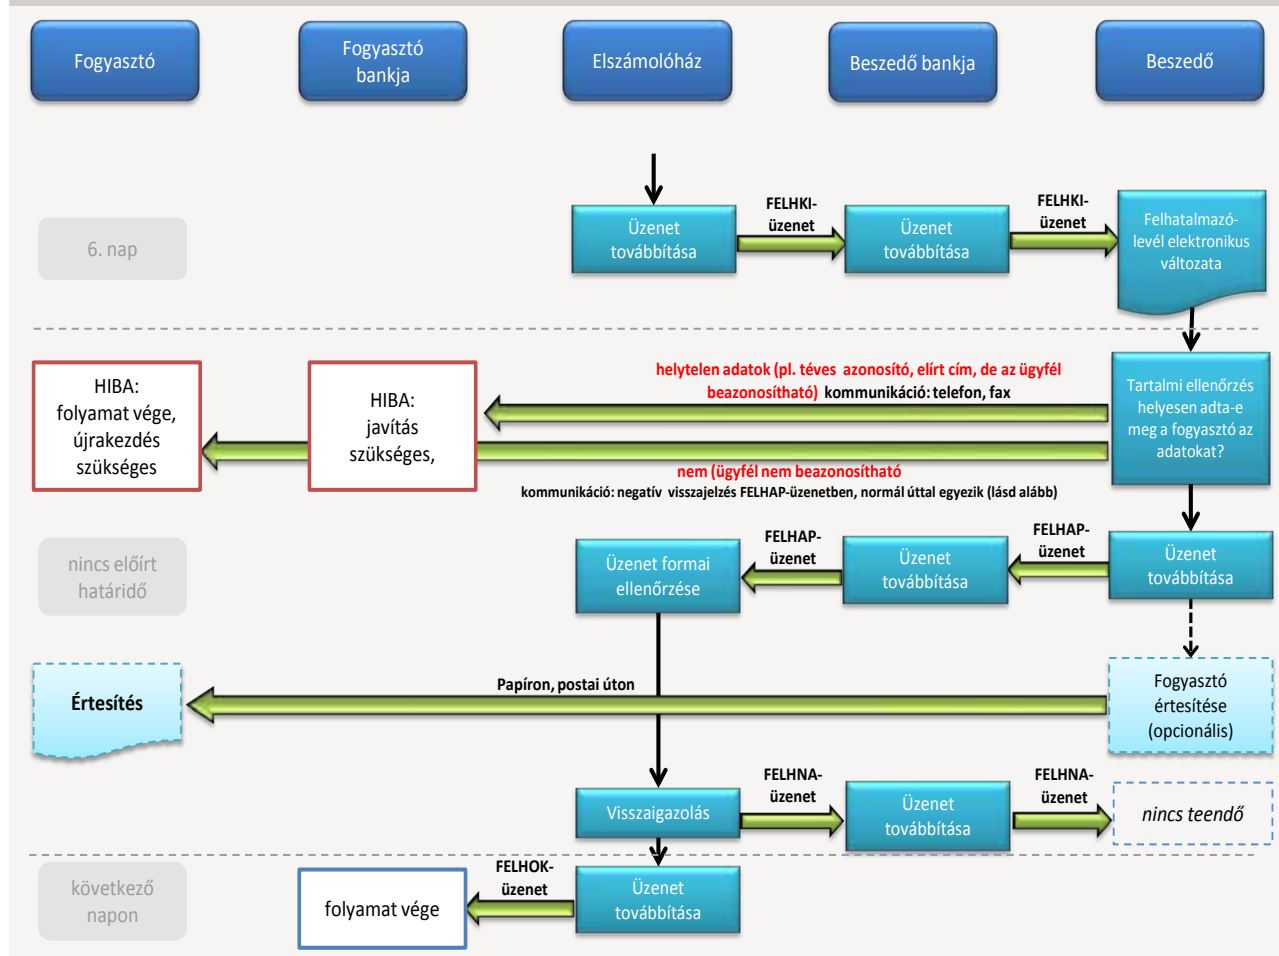 Fogyasztó
Fogyasztó
bankja
Elszámolóház
Beszedő bankja
Beszedő
6. nap
Üzenet
továbbítása
FELHKI-
üzenet
Üzenet
továbbítása
FELHKI-
üzenet
Felhatalmazó-
levél elektronikus
változata
HIBA:
folyamat vége,
újrakezdés
szükséges
HIBA:
javítás
szükséges,
helytelen adatok (pl. téves azonosító, elírt cím, de az ügyfél
beazonosítható) kommunikáció: telefon, fax
nem (ügyfél nem beazonosítható
kommunikáció: negatív visszajelzés FELHAP-üzenetben, normál úttal egyezik (lásd alább)
Tartalmi ellenőrzés
helyesen adta-e
meg a fogyasztó az
adatokat?
nincs előírt
határidő
Üzenet formai
ellenőrzése
FELHAP-
üzenet
Üzenet
továbbítása
FELHAP-
üzenet
Üzenet
továbbítása
Értesítés
Papíron, postai úton
Fogyasztó
értesítése
(opcionális)
Visszaigazolás
FELHNA-
üzenet
Üzenet
továbbítása
FELHNA-
üzenet
nincs teendő
következő
napon
folyamat vége
FELHOK-
üzenet
Üzenet
továbbítása